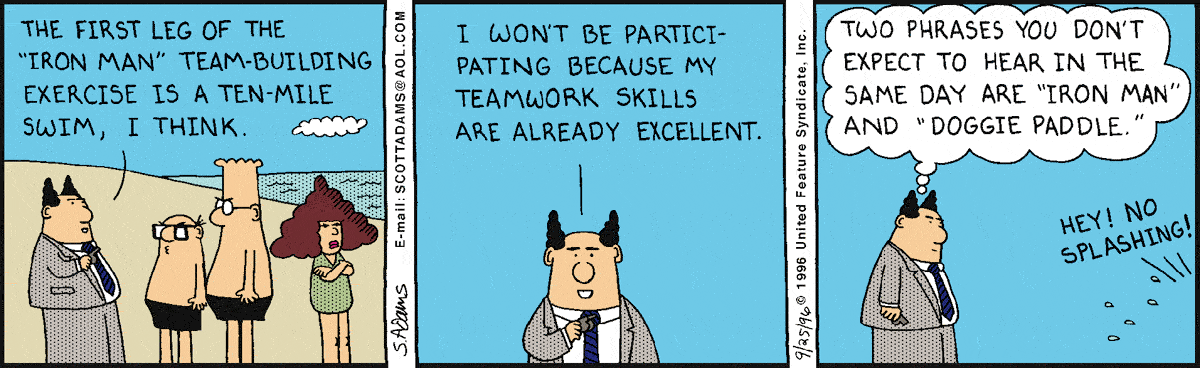 THE FIRST LEG OF THE
"IRON MAN" TEAM-BUILDING
EXERCISE IS A TEN-MILE
SWIM, I THINK.
S.Adams
E-mail: SCOTTADAMS@AOL.COM
I WON'T BE PARTICI-
PATING BECAUSE MY
TEAMWORK SKILLS
ARE ALREADY EXCELLENT.
9/25/96 © 1996 United Feature Syndicate, Inc.
TWO PHRASES YOU DON'T
EXPECT TO HEAR IN THE
SAME DAY ARE "IRON MAN"
AND "DOGGIE PADDLE."
HEY! NO
SPLASHING!